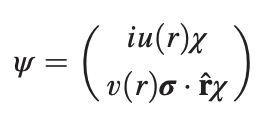 ψ = ( iu(r)χ
v(r)σ · r̂χ )